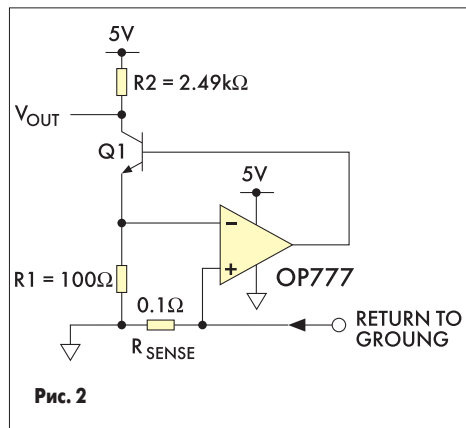 5V
R2 = 2.49kΩ
VOUT
Q1
5V
−
+
OP777
R1 = 100Ω
0.1Ω
RSENSE
RETURN TO
GROUNG
Рис. 2